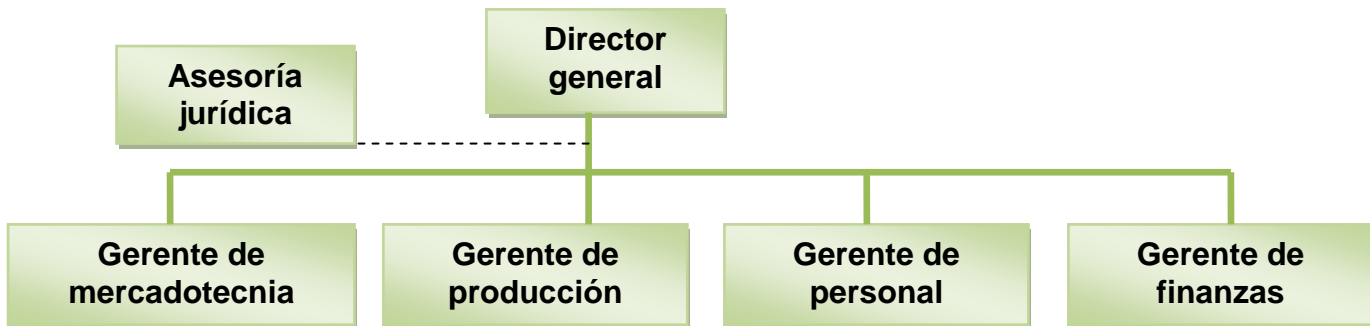 Director
general
Asesoría
jurídica
Gerente de
mercadotecnia
Gerente de
producción
Gerente de
personal
Gerente de
finanzas